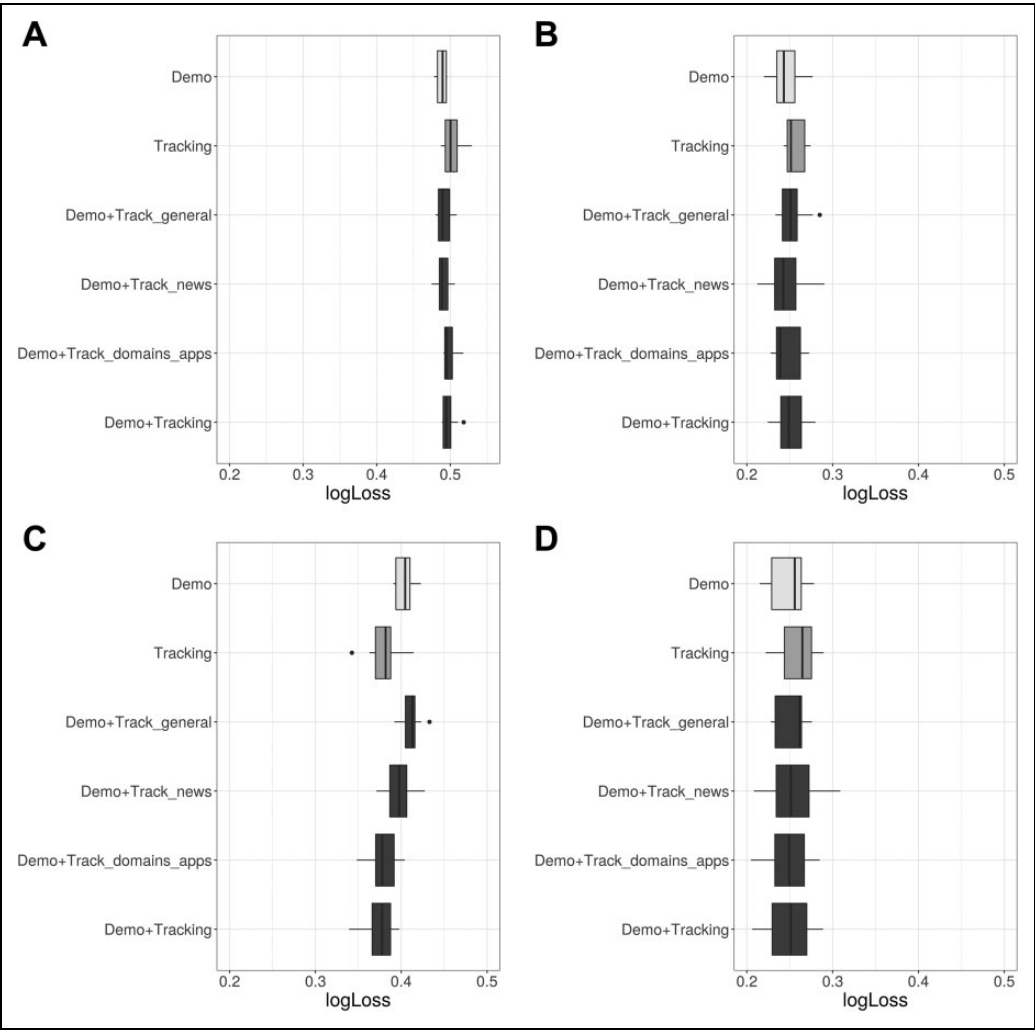 A
Demo
Tracking
Demo+Track_general
Demo+Track_news
Demo+Track_domains_apps
Demo+Tracking
0.2 0.3 0.4 0.5
logLoss
B
Demo
Tracking
Demo+Track_general
Demo+Track_news
Demo+Track_domains_apps
Demo+Tracking
0.2 0.3 0.4 0.5
logLoss
C
Demo
Tracking
Demo+Track_general
Demo+Track_news
Demo+Track_domains_apps
Demo+Tracking
0.2 0.3 0.4 0.5
logLoss
D
Demo
Tracking
Demo+Track_general
Demo+Track_news
Demo+Track_domains_apps
Demo+Tracking
0.2 0.3 0.4 0.5
logLoss